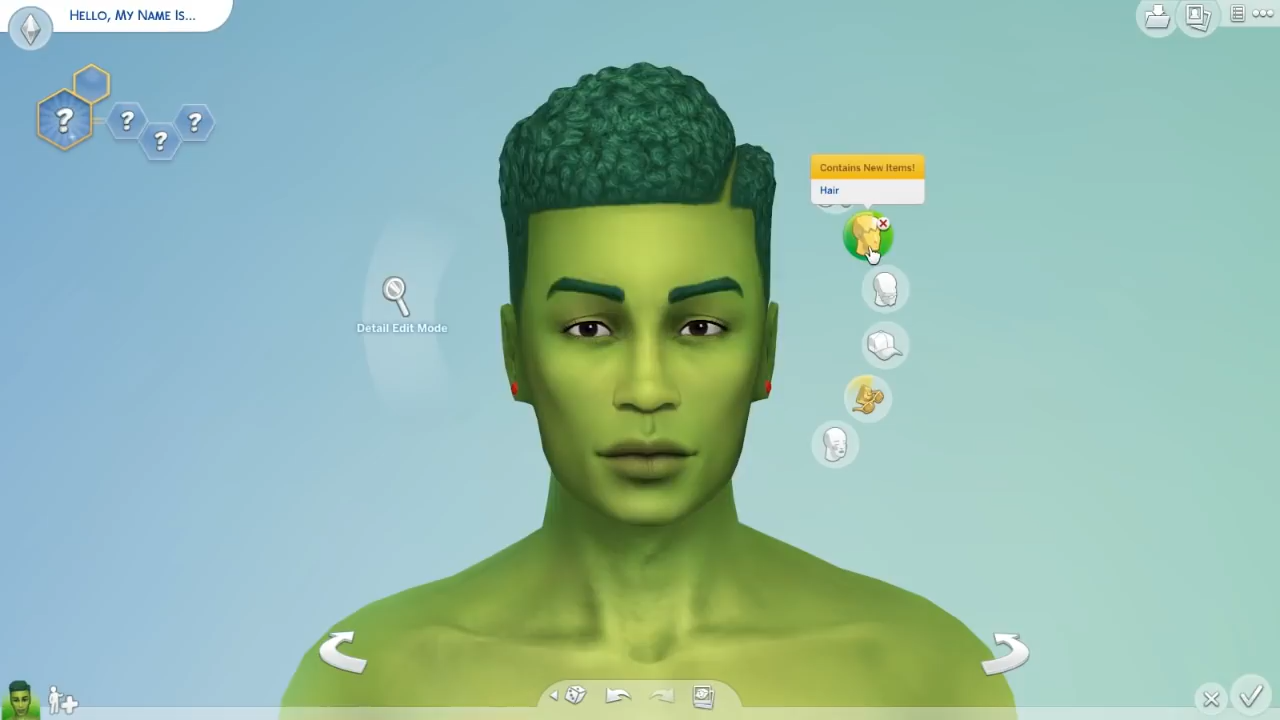 Hello, My Name Is...
?
?
?
?
Contains New Items!
Hair
Detail Edit Mode